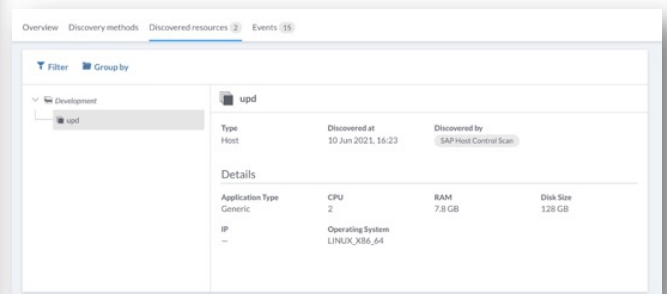 Overview Discovery methods Discovered resources 2 Events 15
Filter Group by
Development
upd
upd
Type Discovered at Discovered by
Host 10 Jun 2021, 16:23 SAP Host Control Scan
Details
Application Type CPU RAM Disk Size
Generic 2 7.8 GB 128 GB
IP Operating System
— LINUX_X86_64